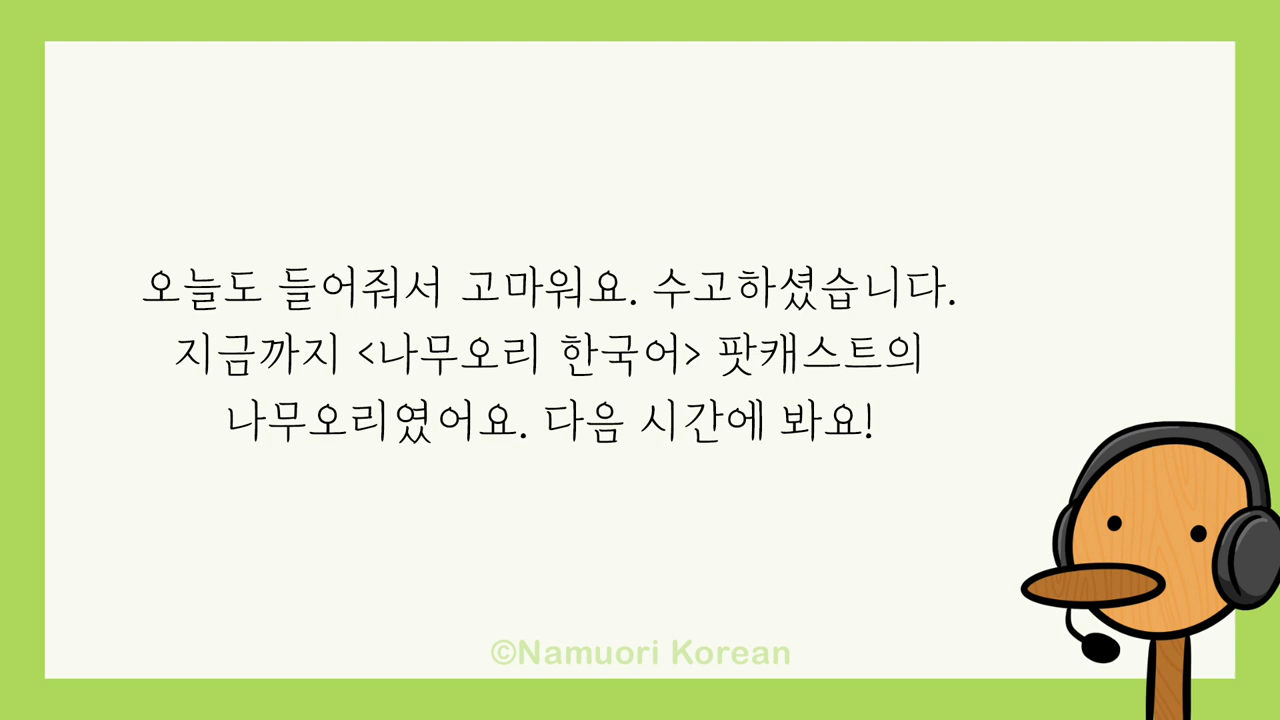 오늘도 들어줘서 고마워요. 수고하셨습니다.
지금까지 <나무오리 한국어> 팟캐스트의
나무오리였어요. 다음 시간에 봐요!
©Namuori Korean